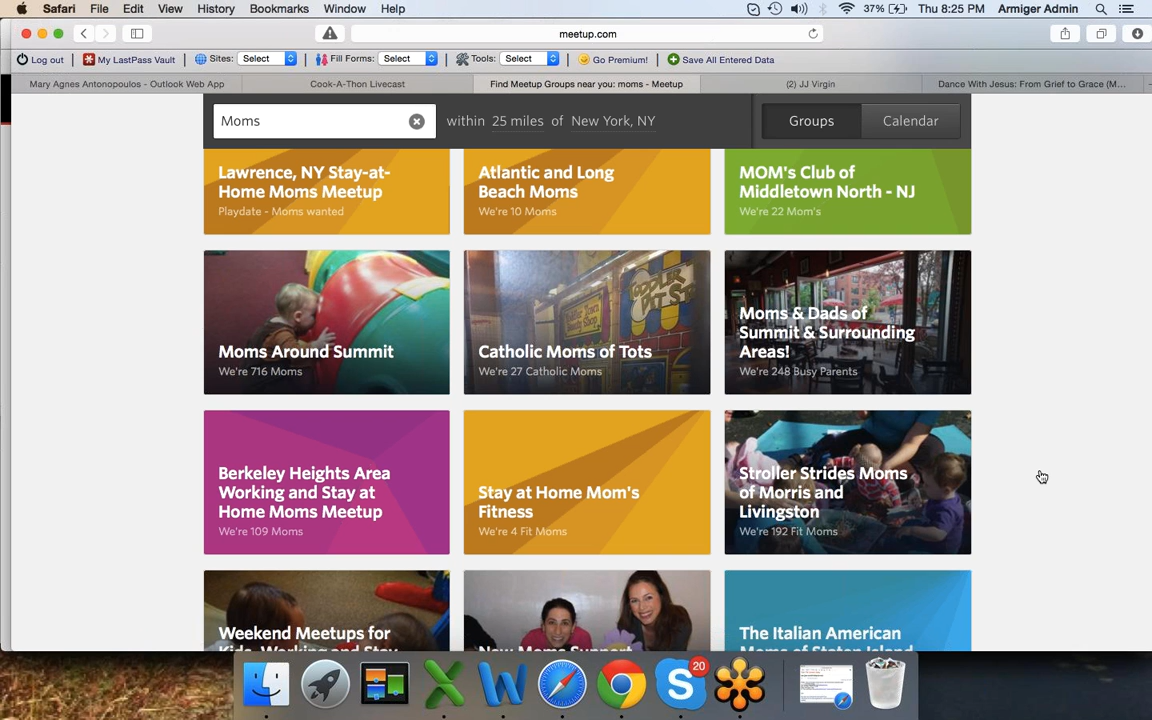 Safari File Edit View History Bookmarks Window Help 37% Thu 8:25 PM Armiger Admin
meetup.com
Log out My LastPass Vault Sites: Select Fill Forms: Select Tools: Select Go Premium! Save All Entered Data
Mary Agnes Antonopoulos - Outlook Web App Cook-A-Thon Livecast Find Meetup Groups near you: moms - Meetup (2) JJ Virgin Dance With Jesus: From Grief to Grace (M...
Moms within 25 miles of New York, NY Groups Calendar
Lawrence, NY Stay-at-
Home Moms Meetup
Playdate - Moms wanted
Atlantic and Long
Beach Moms
We're 10 Moms
MOM's Club of
Middletown North - NJ
We're 22 Mom's
Moms Around Summit
We're 716 Moms
TODDLER
Catholic Moms of Tots
We're 27 Catholic Moms
Moms & Dads of
Summit & Surrounding
Areas!
We're 248 Busy Parents
Berkeley Heights Area
Working and Stay at
Home Moms Meetup
We're 109 Moms
Stay at Home Mom's
Fitness
We're 4 Fit Moms
Stroller Strides Moms
of Morris and
Livingston
We're 192 Fit Moms
Weekend Meetups for
Kids, Working and Stay
New Moms Support
The Italian American
Moms of Staten Island
20